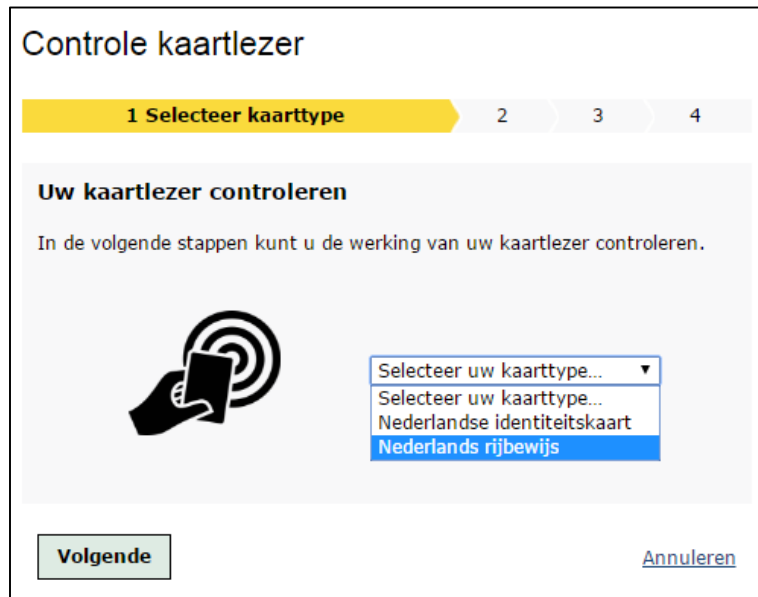 Controle kaartlezer
1 Selecteer kaarttype 2 3 4
Uw kaartlezer controleren
In de volgende stappen kunt u de werking van uw kaartlezer controleren.
Selecteer uw kaarttype...
Selecteer uw kaarttype...
Nederlandse identiteitskaart
Nederlands rijbewijs
Volgende Annuleren